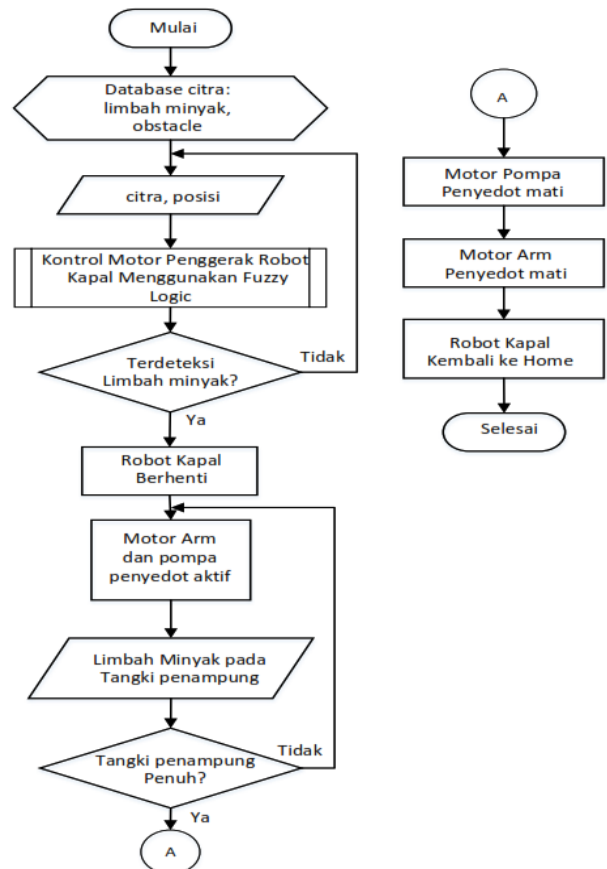 Mulai
Database citra:
limbah minyak,
obstacle
citra, posisi
Kontrol Motor Penggerak Robot
Kapal Menggunakan Fuzzy
Logic
Terdeteksi
Limbah minyak?
Tidak
Ya
Robot Kapal
Berhenti
Motor Arm
dan pompa
penyedot aktif
Limbah Minyak pada
Tangki penampung
Tangki penampung
Penuh?
Tidak
Ya
A
A
Motor Pompa
Penyedot mati
Motor Arm
Penyedot mati
Robot Kapal
Kembali ke Home
Selesai